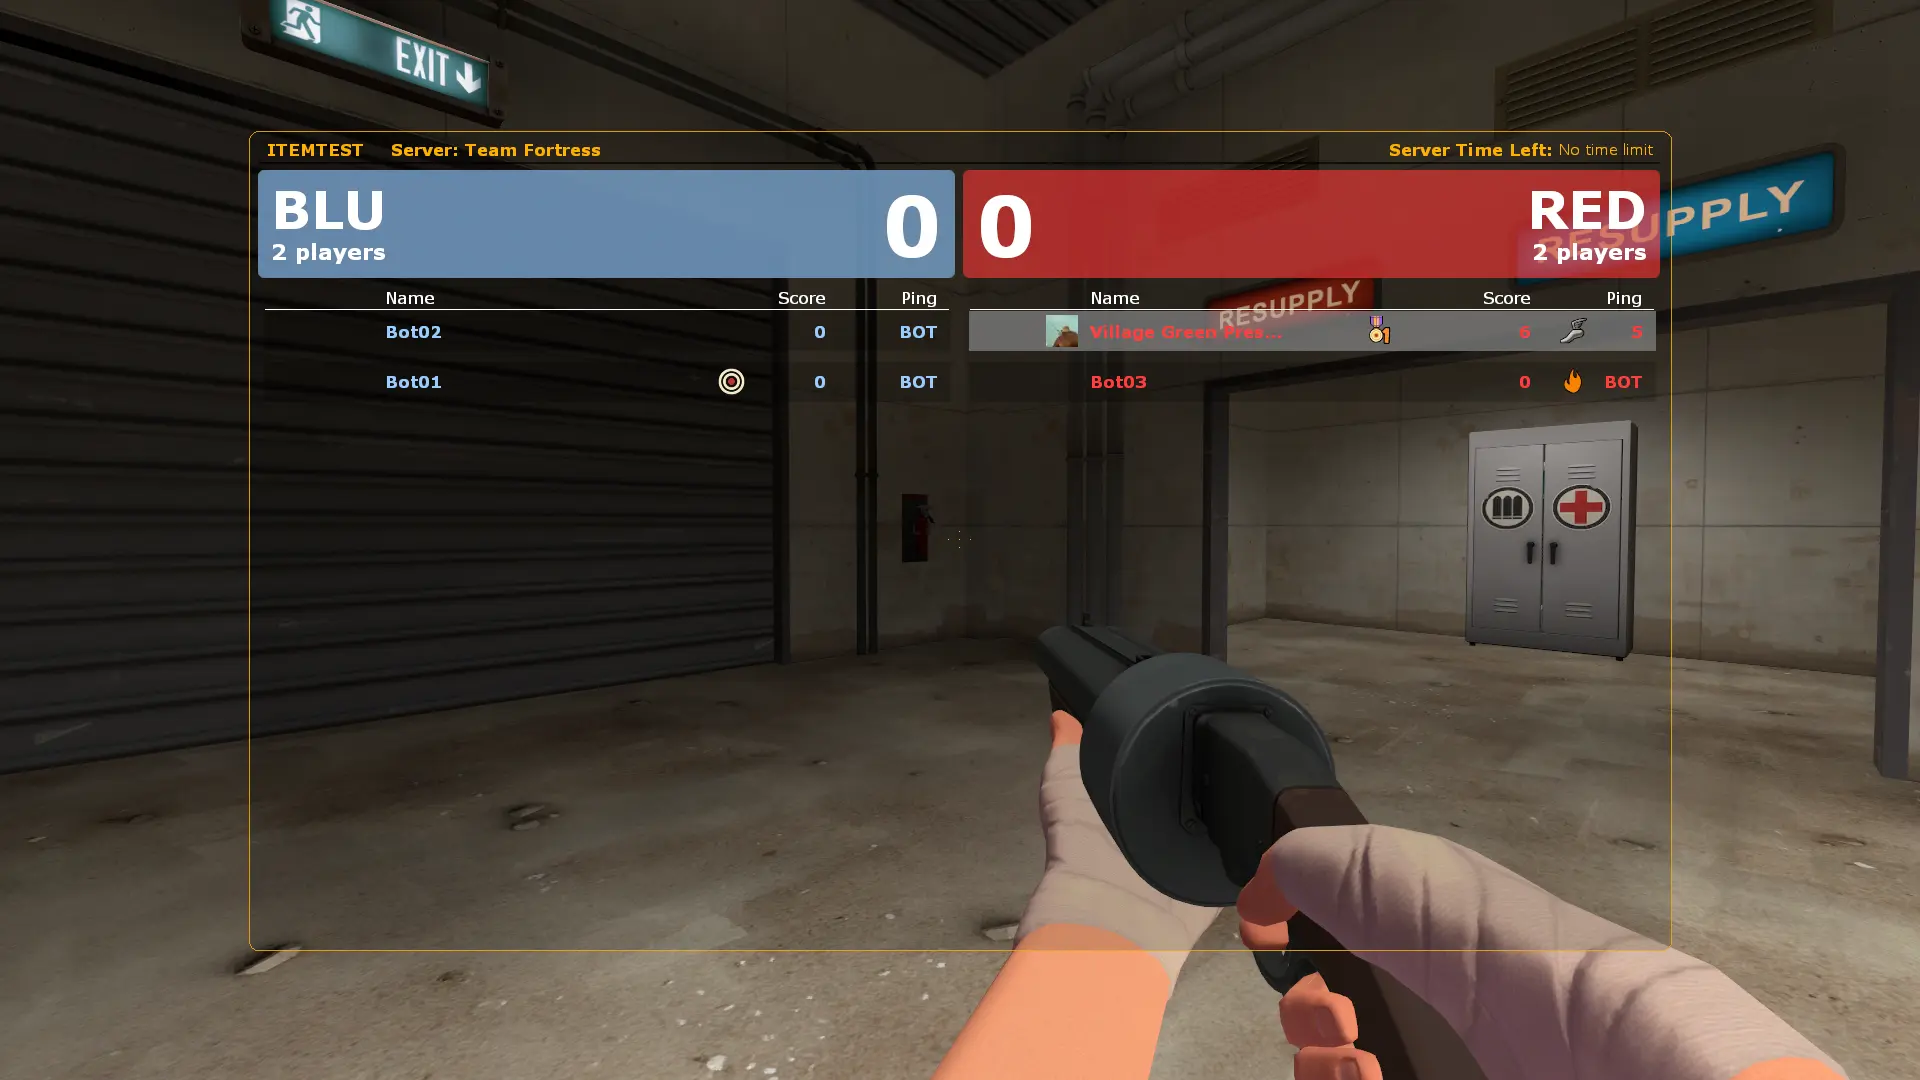 EXIT
ITEMTEST Server: Team Fortress Server Time Left: No time limit
BLU 0 0 RED
2 players 2 players
RESUPPLY
RESUPPLY
Name Score Ping Name Score Ping
Bot02 0 BOT Village Green Pres... 1 6 5
Bot01 0 BOT Bot03 0 BOT